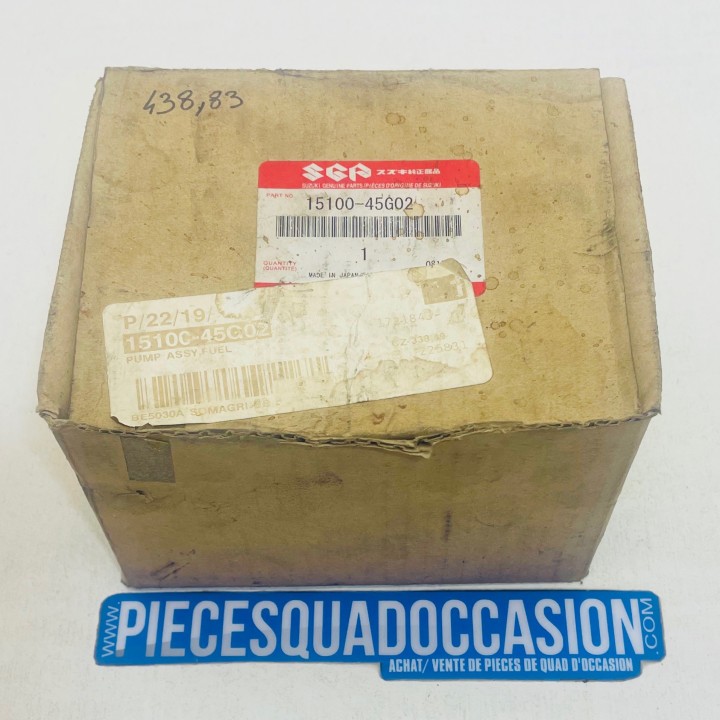 438,83
SGP スズキ純正部品
SUZUKI GENUINE PARTS/PIÈCES D'ORIGINE DE SUZUKI
PART NO.
15100-45G02
1
QUANTITY
(QUANTITÉ)
MADE IN JAPAN
P/22/19/
15100-45G02
PUMP ASSY,FUEL
WWW.PIECESQUADOCCASION.COM
ACHAT/ VENTE DE PIECES DE QUAD D'OCCASION